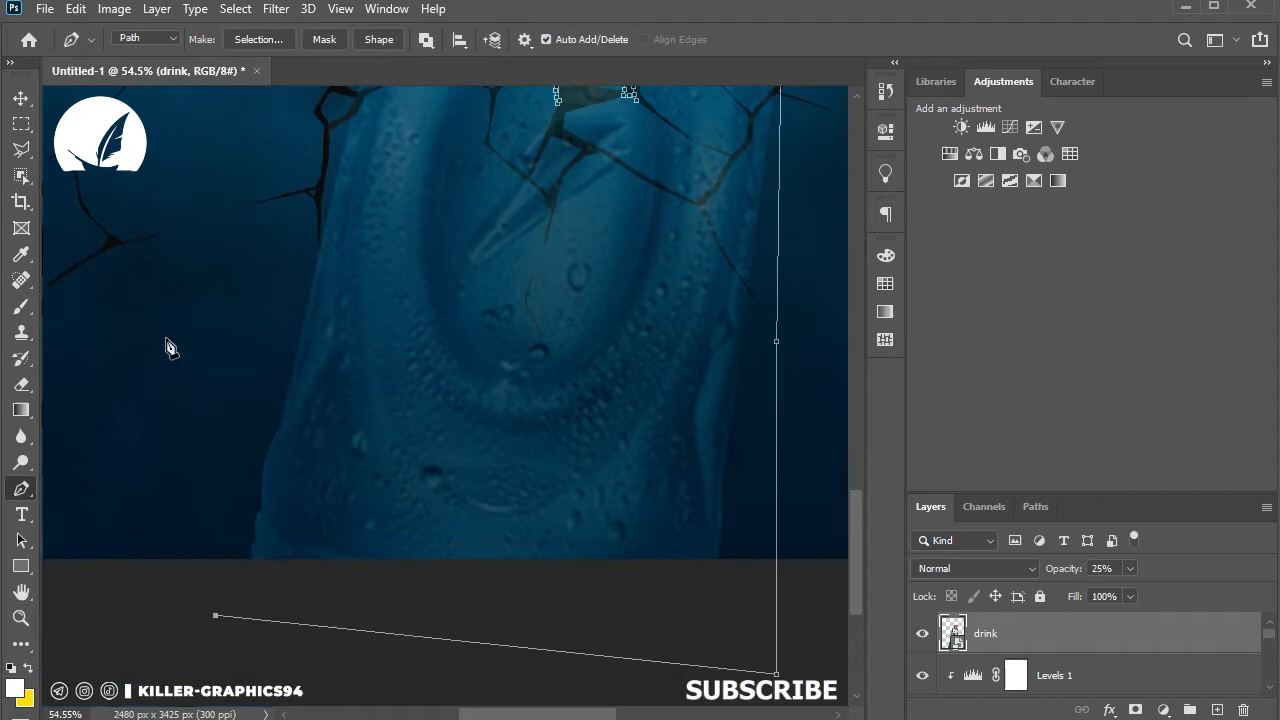 Ps File Edit Image Layer Type Select Filter 3D View Window Help
Path Make: Selection... Mask Shape Auto Add/Delete Align Edges
Untitled-1 @ 54.5% (drink, RGB/8#) * ×
Libraries Adjustments Character
Add an adjustment
Layers Channels Paths
Kind
Normal Opacity: 25%
Lock: Fill: 100%
drink
Levels 1
KILLER-GRAPHICS94 SUBSCRIBE
54.55% 2480 px x 3425 px (300 ppi)